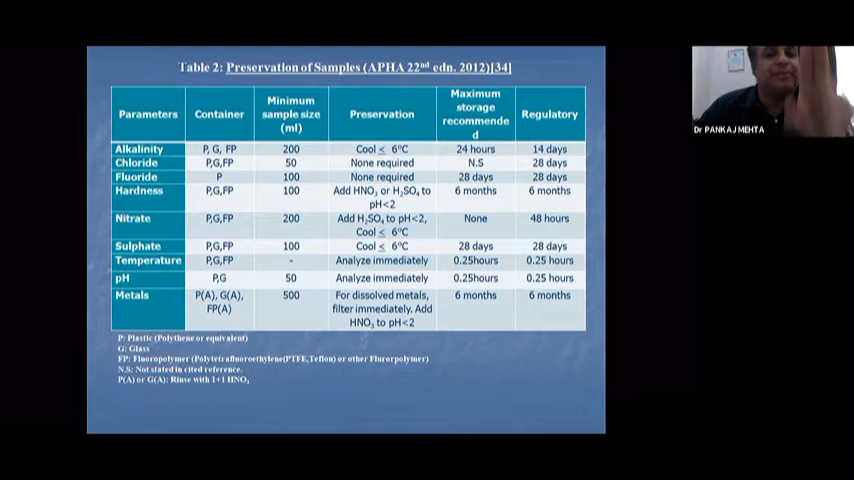 Table 2: Preservation of Samples (APHA 22nd edn. 2012)[34]
Parameters Container Minimum sample size (ml) Preservation Maximum storage recommende d Regulatory
Alkalinity P, G, FP 200 Cool ≤ 6°C 24 hours 14 days
Chloride P,G,FP 50 None required N.S 28 days
Fluoride P 100 None required 28 days 28 days
Hardness P,G,FP 100 Add HNO3 or H2SO4 to pH<2 6 months 6 months
Nitrate P,G,FP 200 Add H2SO4 to pH<2, Cool ≤ 6°C None 48 hours
Sulphate P,G,FP 100 Cool ≤ 6°C 28 days 28 days
Temperature P,G,FP - Analyze immediately 0.25hours 0.25 hours
pH P,G 50 Analyze immediately 0.25hours 0.25 hours
Metals P(A), G(A), FP(A) 500 For dissolved metals, filter immediately. Add HNO3 to pH<2 6 months 6 months
P: Plastic (Polythene or equivalent)
G: Glass
FP: Fluoropolymer (Polytetrafluoroethylene(PTFE,Teflon) or other Flurorpolymer)
N.S: Not stated in cited reference.
P(A) or G(A): Rinse with 1+1 HNO3
Dr PANKAJ MEHTA